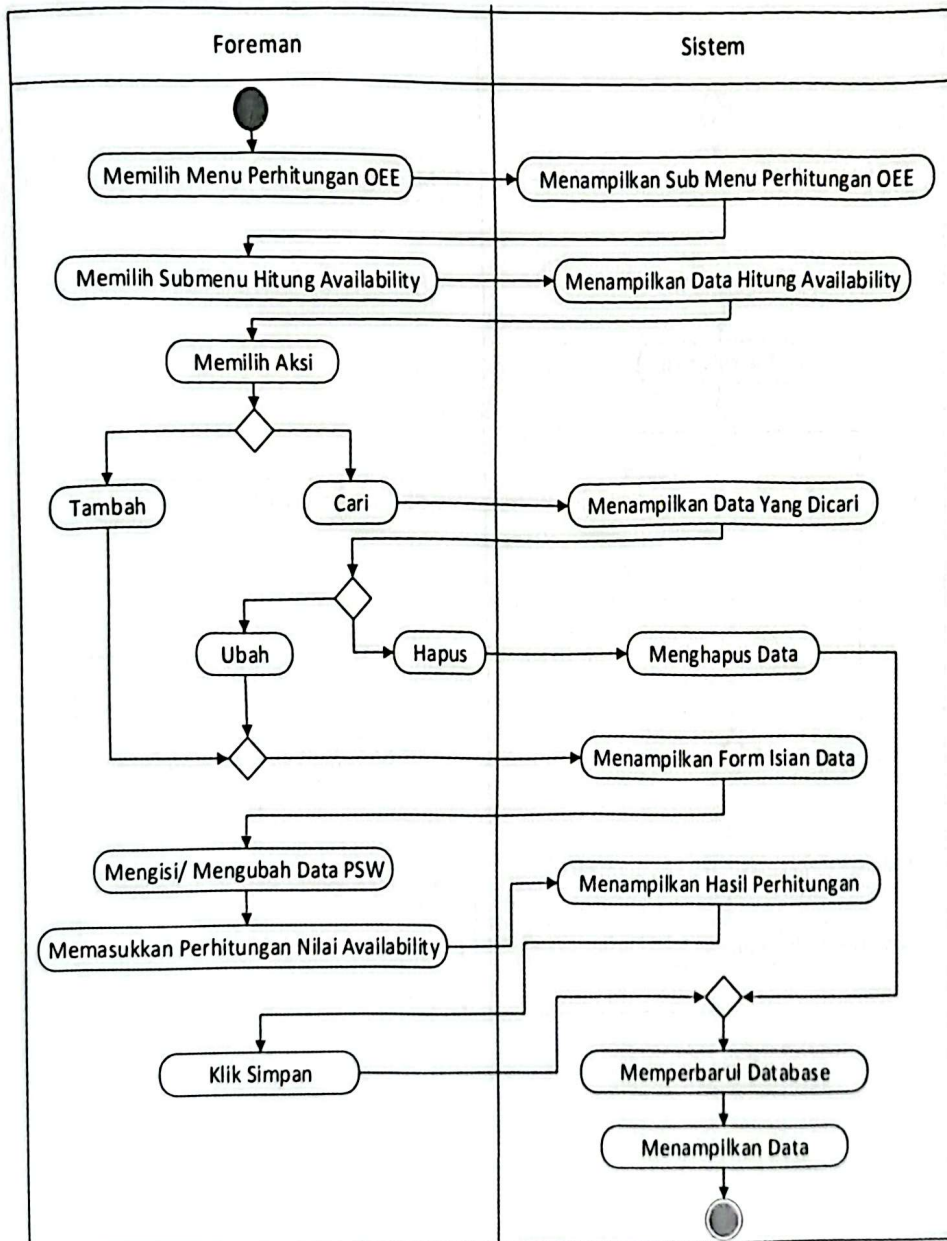 Foreman
Sistem
Memilih Menu Perhitungan OEE
Menampilkan Sub Menu Perhitungan OEE
Memilih Submenu Hitung Availability
Menampilkan Data Hitung Availability
Memilih Aksi
Tambah
Cari
Menampilkan Data Yang Dicari
Ubah
Hapus
Menghapus Data
Menampilkan Form Isian Data
Mengisi/ Mengubah Data PSW
Menampilkan Hasil Perhitungan
Memasukkan Perhitungan Nilai Availability
Klik Simpan
Memperbarul Database
Menampilkan Data